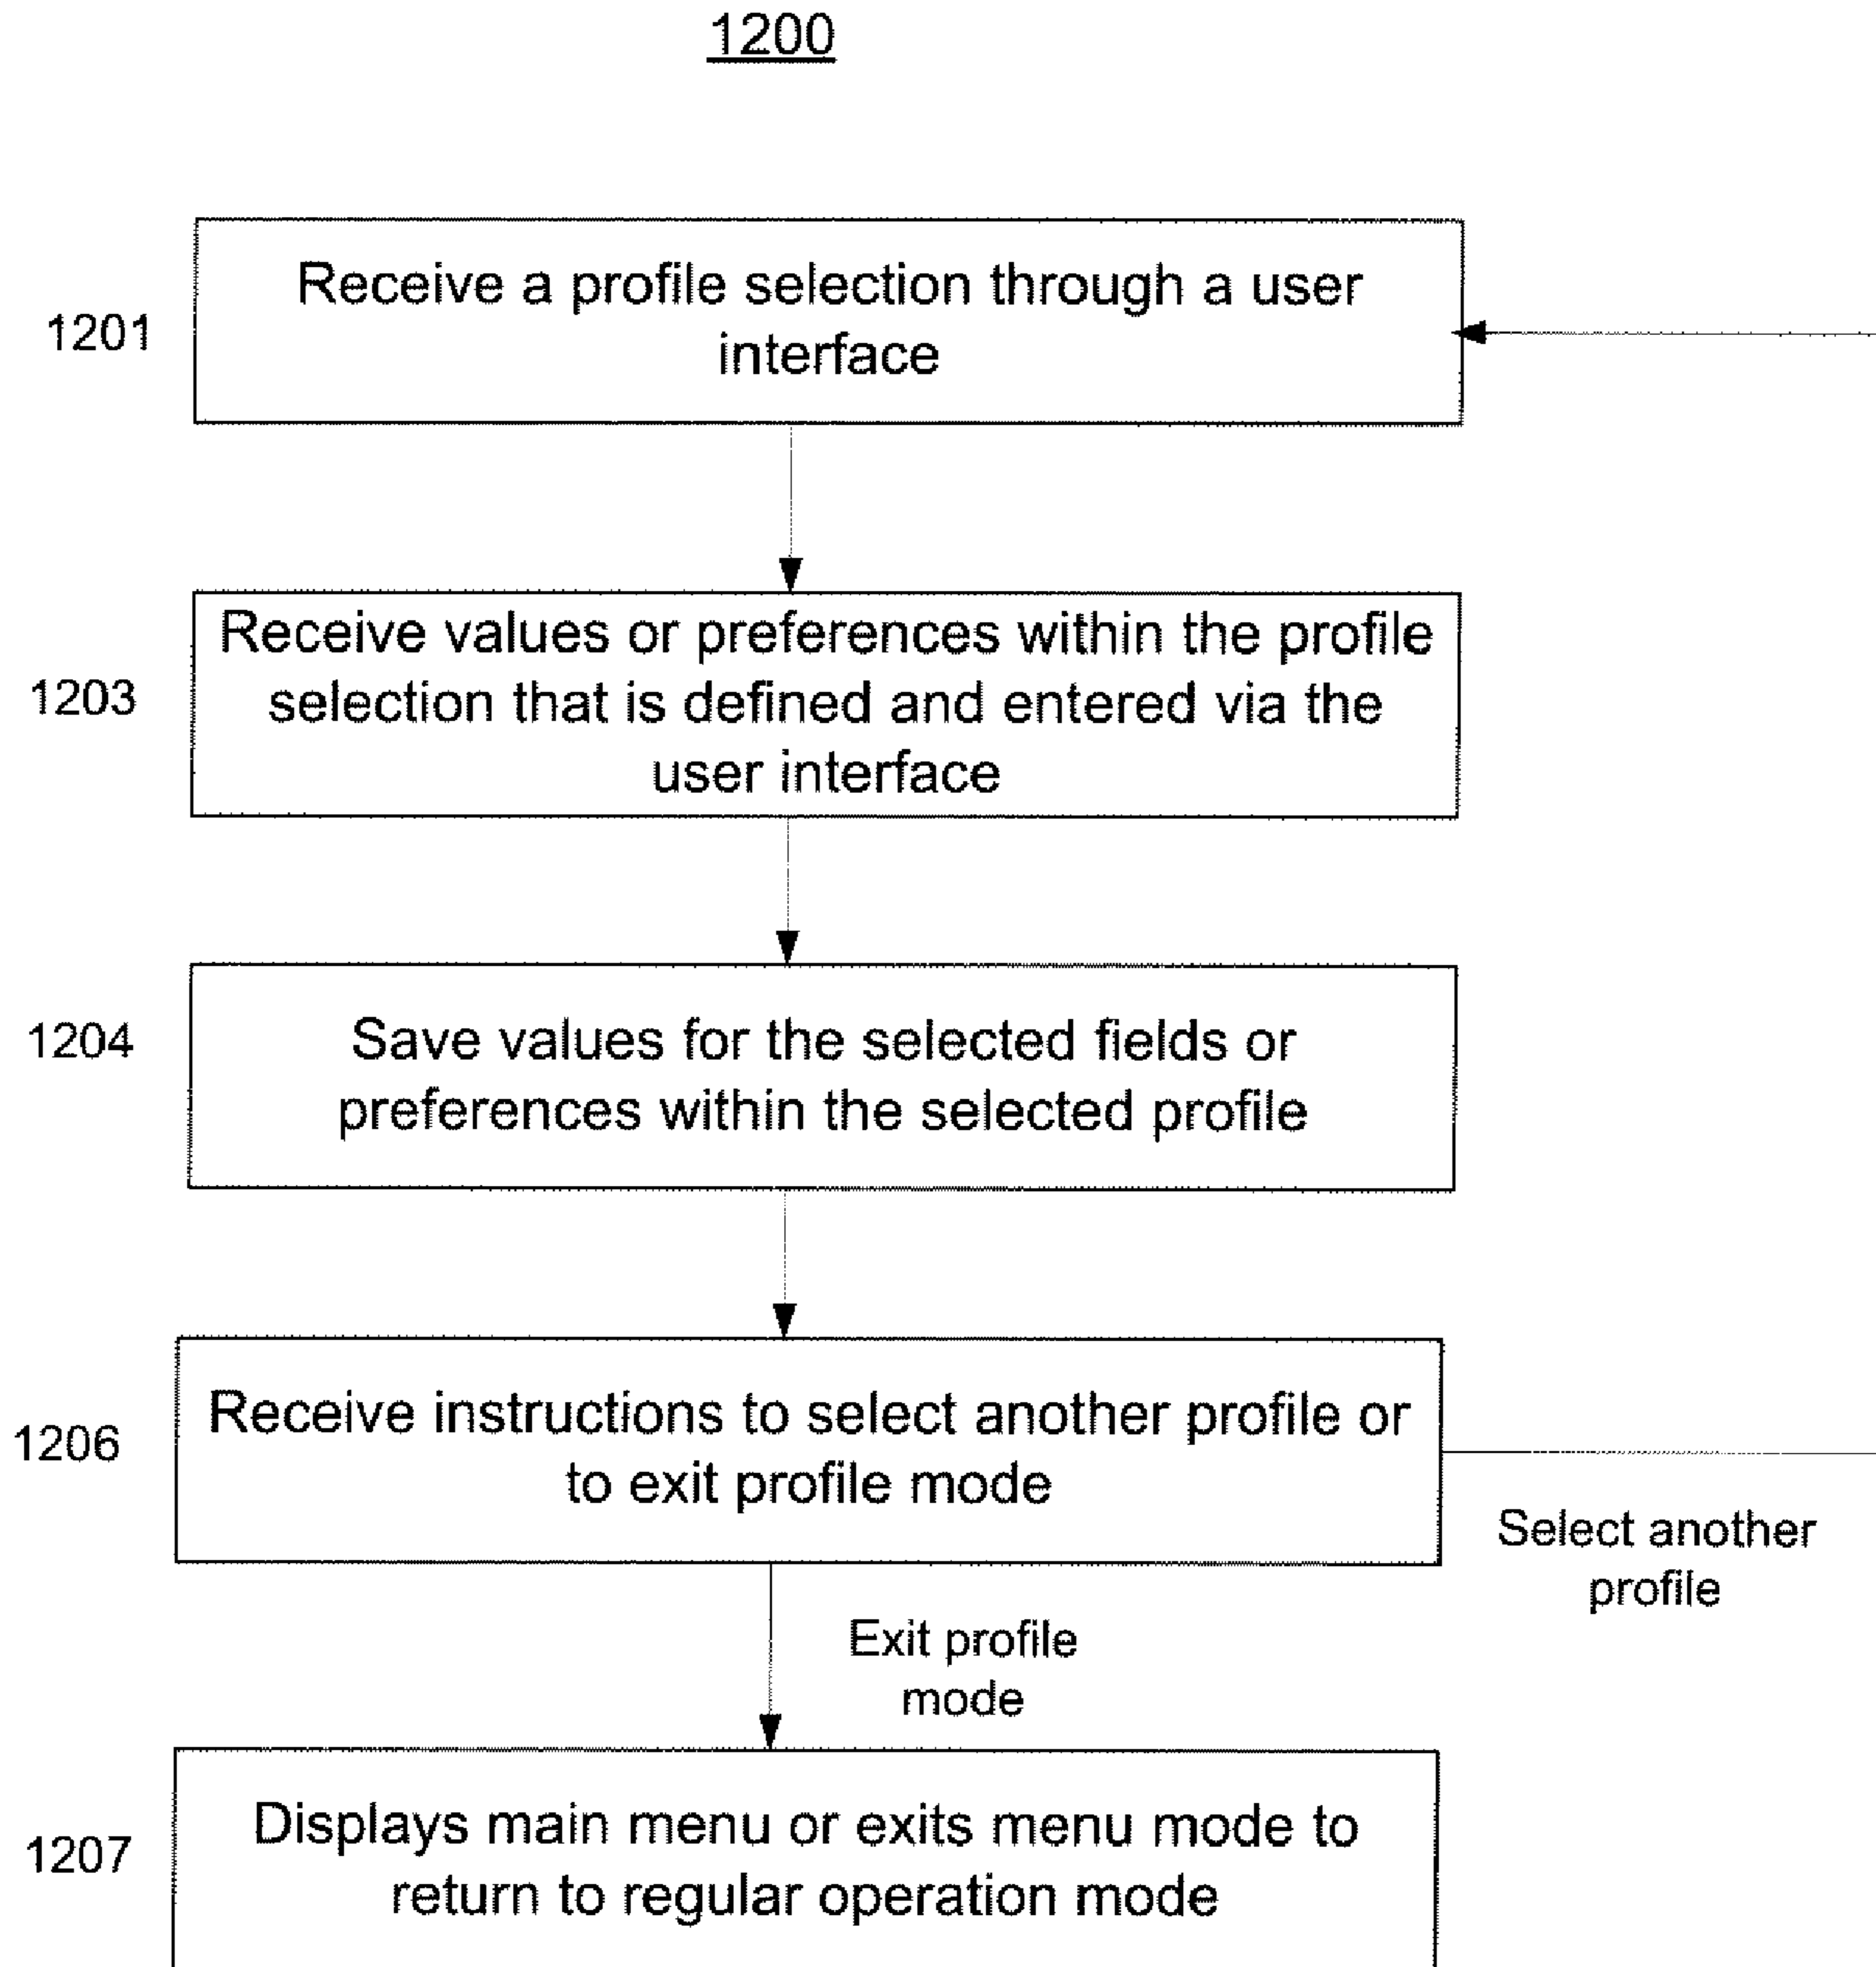 1200
1201
Receive a profile selection through a user
interface
1203
Receive values or preferences within the profile
selection that is defined and entered via the
user interface
1204
Save values for the selected fields or
preferences within the selected profile
1206
Receive instructions to select another profile or
to exit profile mode
Select another
profile
Exit profile
mode
1207
Displays main menu or exits menu mode to
return to regular operation mode